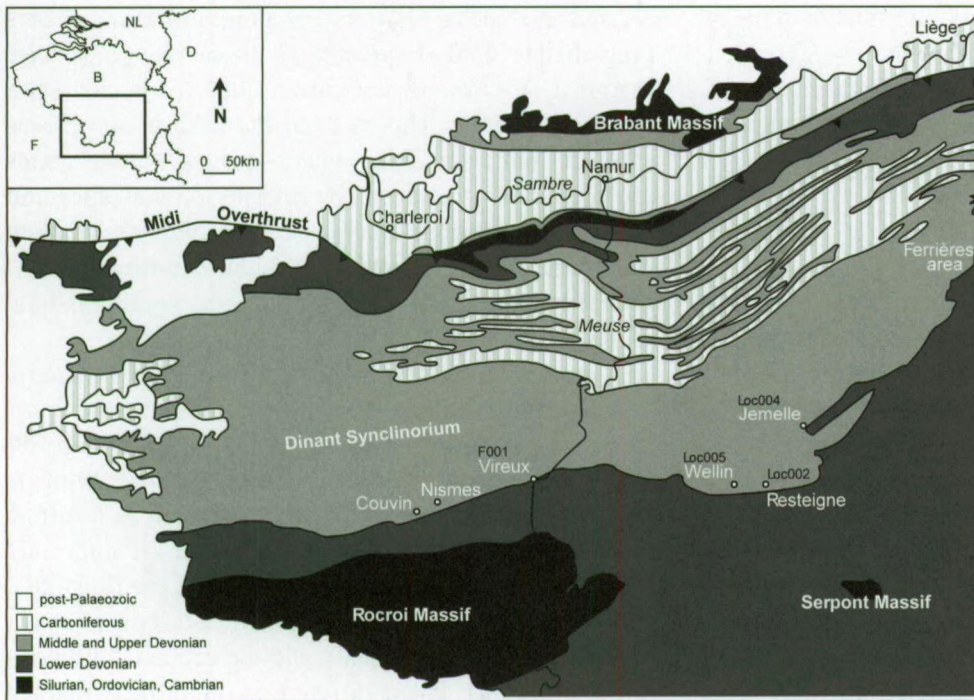 NL
D
B
N
F
L
0 50km
Liège
Brabant Massif
Namur
Sambre
Charleroi
Midi Overthrust
Ferrières
area
Meuse
Loc004
Jemelle
Dinant Synclinorium
F001
Vireux
Loc005
Wellin
Loc002
Resteigne
Nismes
Couvin
Rocroi Massif
Serpont Massif
post-Palaeozoic
Carboniferous
Middle and Upper Devonian
Lower Devonian
Silurian, Ordovician, Cambrian